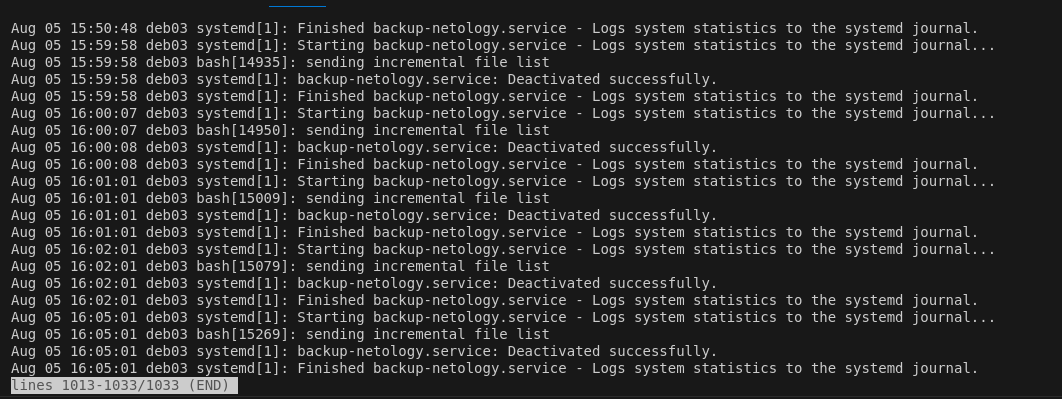 Aug 05 15:50:48 deb03 systemd[1]: Finished backup-netology.service - Logs system statistics to the systemd journal.
Aug 05 15:59:58 deb03 systemd[1]: Starting backup-netology.service - Logs system statistics to the systemd journal...
Aug 05 15:59:58 deb03 bash[14935]: sending incremental file list
Aug 05 15:59:58 deb03 systemd[1]: backup-netology.service: Deactivated successfully.
Aug 05 15:59:58 deb03 systemd[1]: Finished backup-netology.service - Logs system statistics to the systemd journal.
Aug 05 16:00:07 deb03 systemd[1]: Starting backup-netology.service - Logs system statistics to the systemd journal...
Aug 05 16:00:07 deb03 bash[14950]: sending incremental file list
Aug 05 16:00:08 deb03 systemd[1]: backup-netology.service: Deactivated successfully.
Aug 05 16:00:08 deb03 systemd[1]: Finished backup-netology.service - Logs system statistics to the systemd journal.
Aug 05 16:01:01 deb03 systemd[1]: Starting backup-netology.service - Logs system statistics to the systemd journal...
Aug 05 16:01:01 deb03 bash[15009]: sending incremental file list
Aug 05 16:01:01 deb03 systemd[1]: backup-netology.service: Deactivated successfully.
Aug 05 16:01:01 deb03 systemd[1]: Finished backup-netology.service - Logs system statistics to the systemd journal.
Aug 05 16:02:01 deb03 systemd[1]: Starting backup-netology.service - Logs system statistics to the systemd journal...
Aug 05 16:02:01 deb03 bash[15079]: sending incremental file list
Aug 05 16:02:01 deb03 systemd[1]: backup-netology.service: Deactivated successfully.
Aug 05 16:02:01 deb03 systemd[1]: Finished backup-netology.service - Logs system statistics to the systemd journal.
Aug 05 16:05:01 deb03 systemd[1]: Starting backup-netology.service - Logs system statistics to the systemd journal...
Aug 05 16:05:01 deb03 bash[15269]: sending incremental file list
Aug 05 16:05:01 deb03 systemd[1]: backup-netology.service: Deactivated successfully.
Aug 05 16:05:01 deb03 systemd[1]: Finished backup-netology.service - Logs system statistics to the systemd journal.
lines 1013-1033/1033 (END)